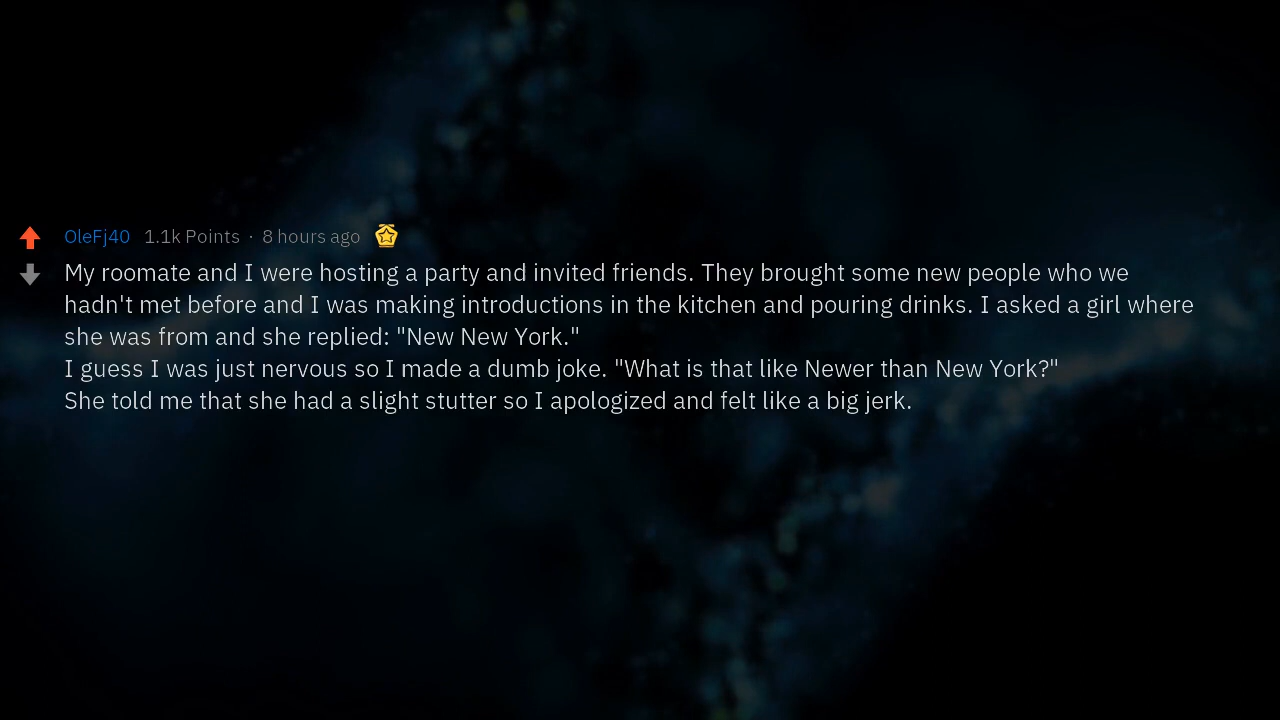 OleFj40 1.1k Points · 8 hours ago
My roomate and I were hosting a party and invited friends. They brought some new people who we
hadn't met before and I was making introductions in the kitchen and pouring drinks. I asked a girl where
she was from and she replied: "New New York."
I guess I was just nervous so I made a dumb joke. "What is that like Newer than New York?"
She told me that she had a slight stutter so I apologized and felt like a big jerk.